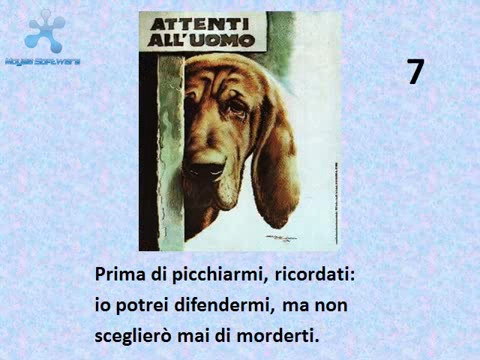 ATTENTI
ALL'UOMO
7
Prima di picchiarmi, ricordati:
io potrei difendermi, ma non
sceglierò mai di morderti.